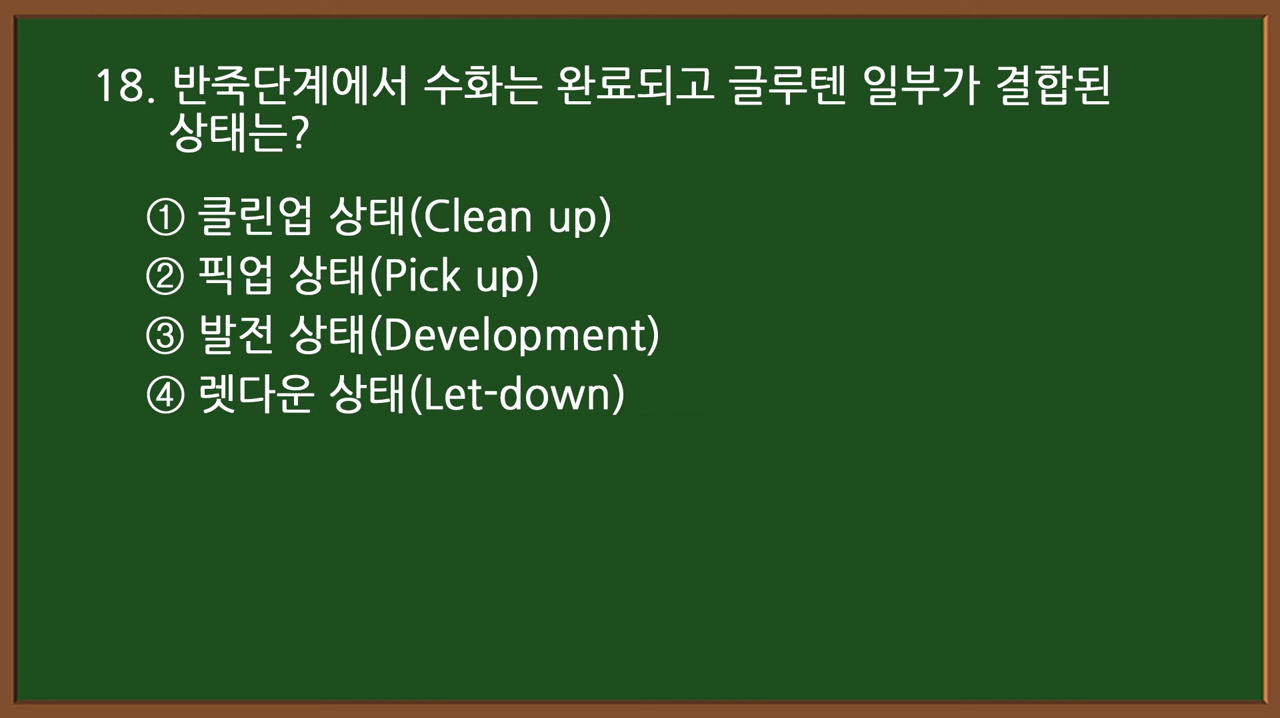 18. 반죽단계에서 수화는 완료되고 글루텐 일부가 결합된
상태는?
① 클린업 상태(Clean up)
② 픽업 상태(Pick up)
③ 발전 상태(Development)
④ 렛다운 상태(Let-down)